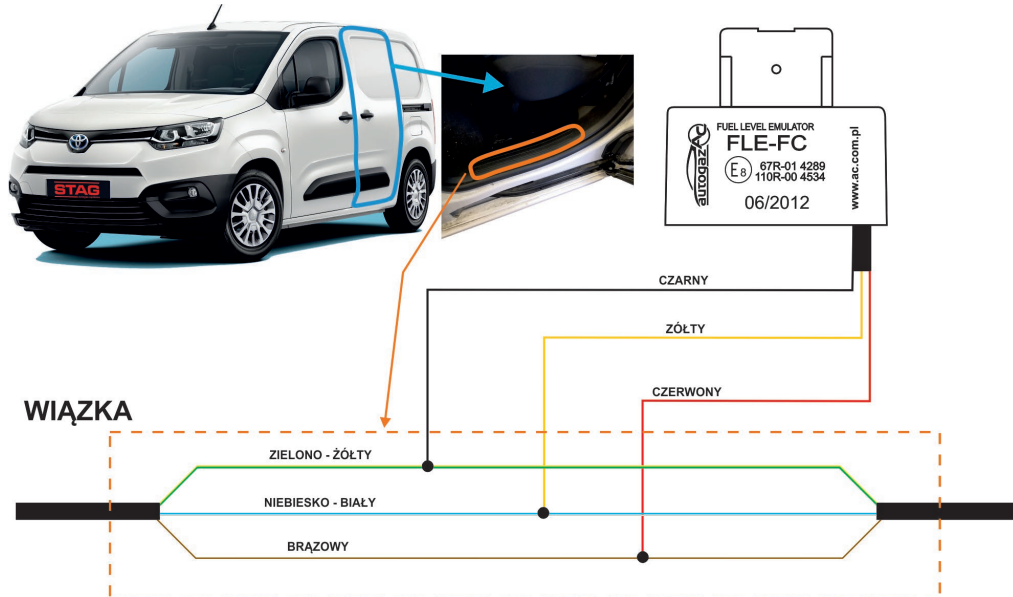 STAG
FUEL LEVEL EMULATOR
FLE-FC
E8
67R-01 4289
110R-00 4534
06/2012
autogaz AC
www.ac.com.pl
CZARNY
ZÓŁTY
CZERWONY
WIĄZKA
ZIELONO - ŻÓŁTY
NIEBIESKO - BIAŁY
BRĄZOWY